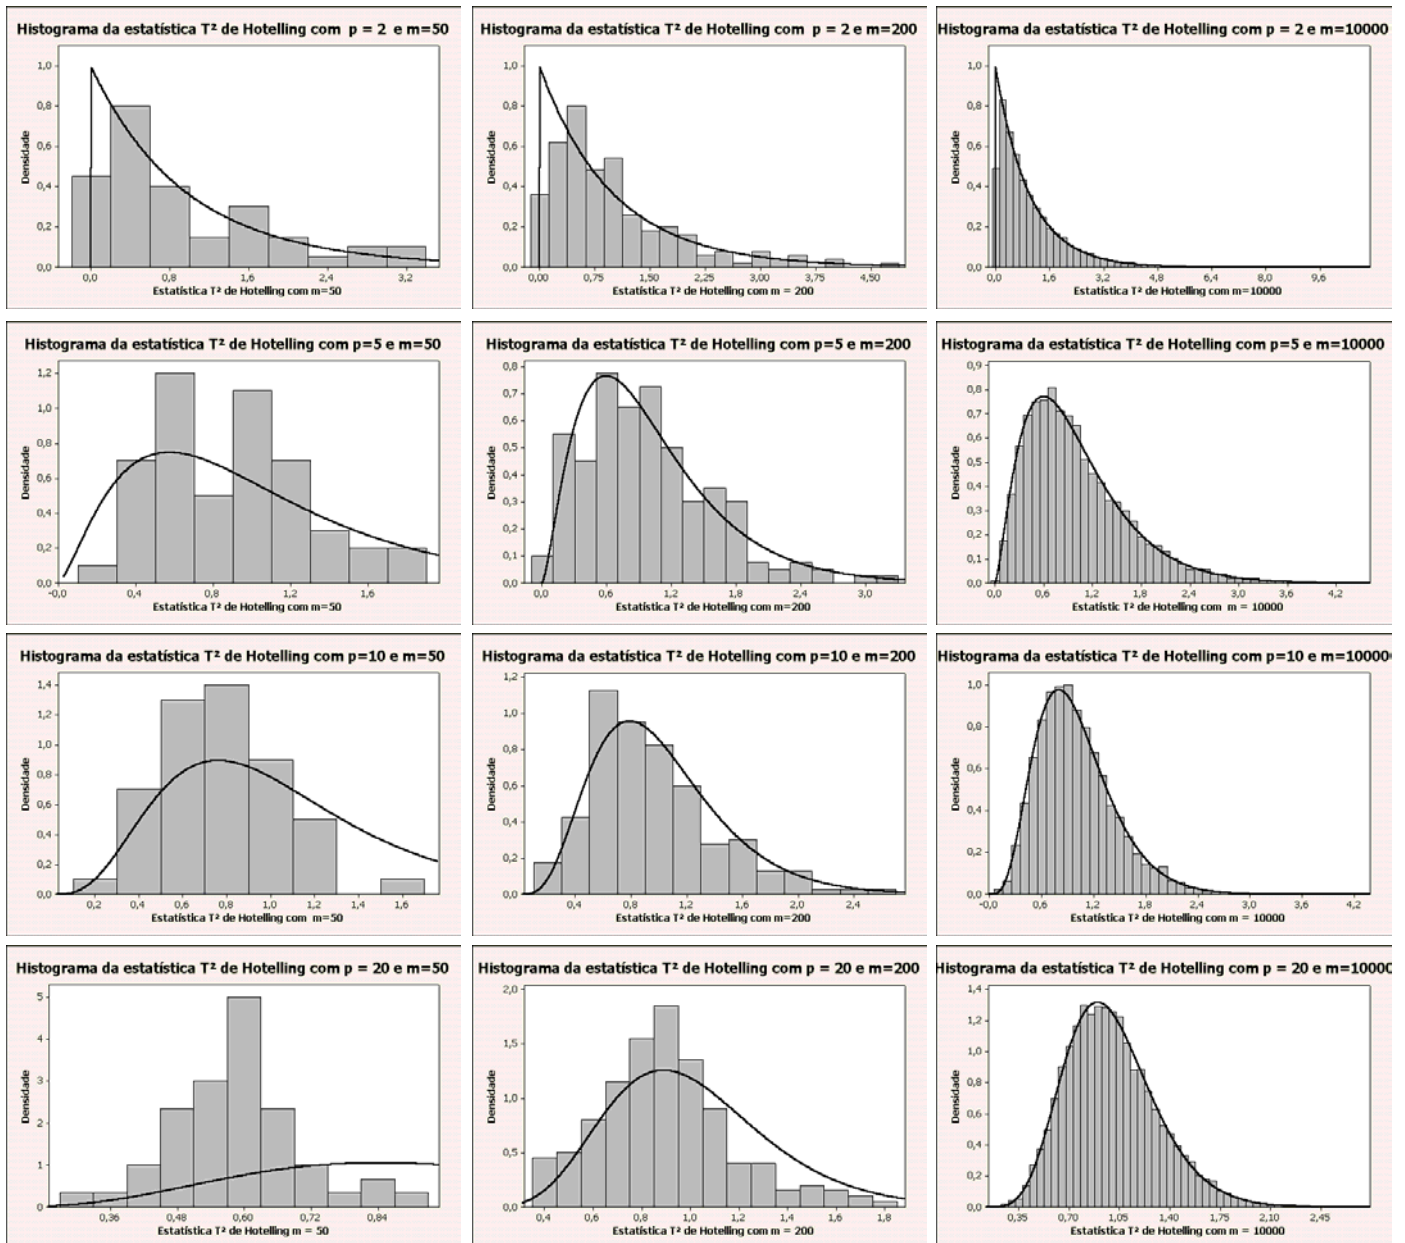 Histograma da estatística T² de Hotelling com p = 2 e m=50
Densidade
1,0
0,8
0,6
0,4
0,2
0,0
0,0 0,8 1,6 2,4 3,2
Estatística T² de Hotelling com m=50
Histograma da estatística T² de Hotelling com p = 2 e m=200
Densidade
1,0
0,8
0,6
0,4
0,2
0,0
0,00 0,75 1,50 2,25 3,00 3,75 4,50
Estatística T² de Hotelling com m = 200
Histograma da estatística T² de Hotelling com p = 2 e m=10000
Densidade
1,0
0,8
0,6
0,4
0,2
0,0
0,0 1,6 3,2 4,8 6,4 8,0 9,6
Estatística T² de Hotelling com m=10000
Histograma da estatística T² de Hotelling com p=5 e m=50
Densidade
1,2
1,0
0,8
0,6
0,4
0,2
0,0
-0,0 0,4 0,8 1,2 1,6
Estatística T² de Hotelling com m=50
Histograma da estatística T² de Hotelling com p=5 e m=200
Densidade
0,8
0,7
0,6
0,5
0,4
0,3
0,2
0,1
0,0
0,0 0,6 1,2 1,8 2,4 3,0
Estatística T² de Hotelling com m=200
Histograma da estatística T² de Hotelling com p=5 e m=10000
Densidade
0,9
0,8
0,7
0,6
0,5
0,4
0,3
0,2
0,1
0,0
0,0 0,6 1,2 1,8 2,4 3,0 3,6 4,2
Estatístic T² de Hotelling com m = 10000
Histograma da estatística T² de Hotelling com p=10 e m=50
Densidade
1,4
1,2
1,0
0,8
0,6
0,4
0,2
0,0
0,2 0,4 0,6 0,8 1,0 1,2 1,4 1,6
Estatística T² de Hotelling com m=50
Histograma da estatística T² de Hotelling com p=10 e m=200
Densidade
1,2
1,0
0,8
0,6
0,4
0,2
0,0
0,4 0,8 1,2 1,6 2,0 2,4
Estatística T² de Hotelling com m=200
Histograma da estatística T² de Hotelling com p=10 e m=10000
Densidade
1,0
0,8
0,6
0,4
0,2
0,0
-0,0 0,6 1,2 1,8 2,4 3,0 3,6 4,2
Estatística T² de Hotelling com m = 10000
Histograma da estatística T² de Hotelling com p = 20 e m=50
Densidade
5
4
3
2
1
0
0,36 0,48 0,60 0,72 0,84
Estatística T² de Hotelling m = 50
Histograma da estatística T² de Hotelling com p = 20 e m=200
Densidade
2,0
1,5
1,0
0,5
0,0
0,4 0,6 0,8 1,0 1,2 1,4 1,6 1,8
Estatística T² de Hotelling com m = 200
Histograma da estatística T² de Hotelling com p = 20 e m=10000
Densidade
1,4
1,2
1,0
0,8
0,6
0,4
0,2
0,0
0,35 0,70 1,05 1,40 1,75 2,10 2,45
Estatística T² de Hotelling com m = 10000